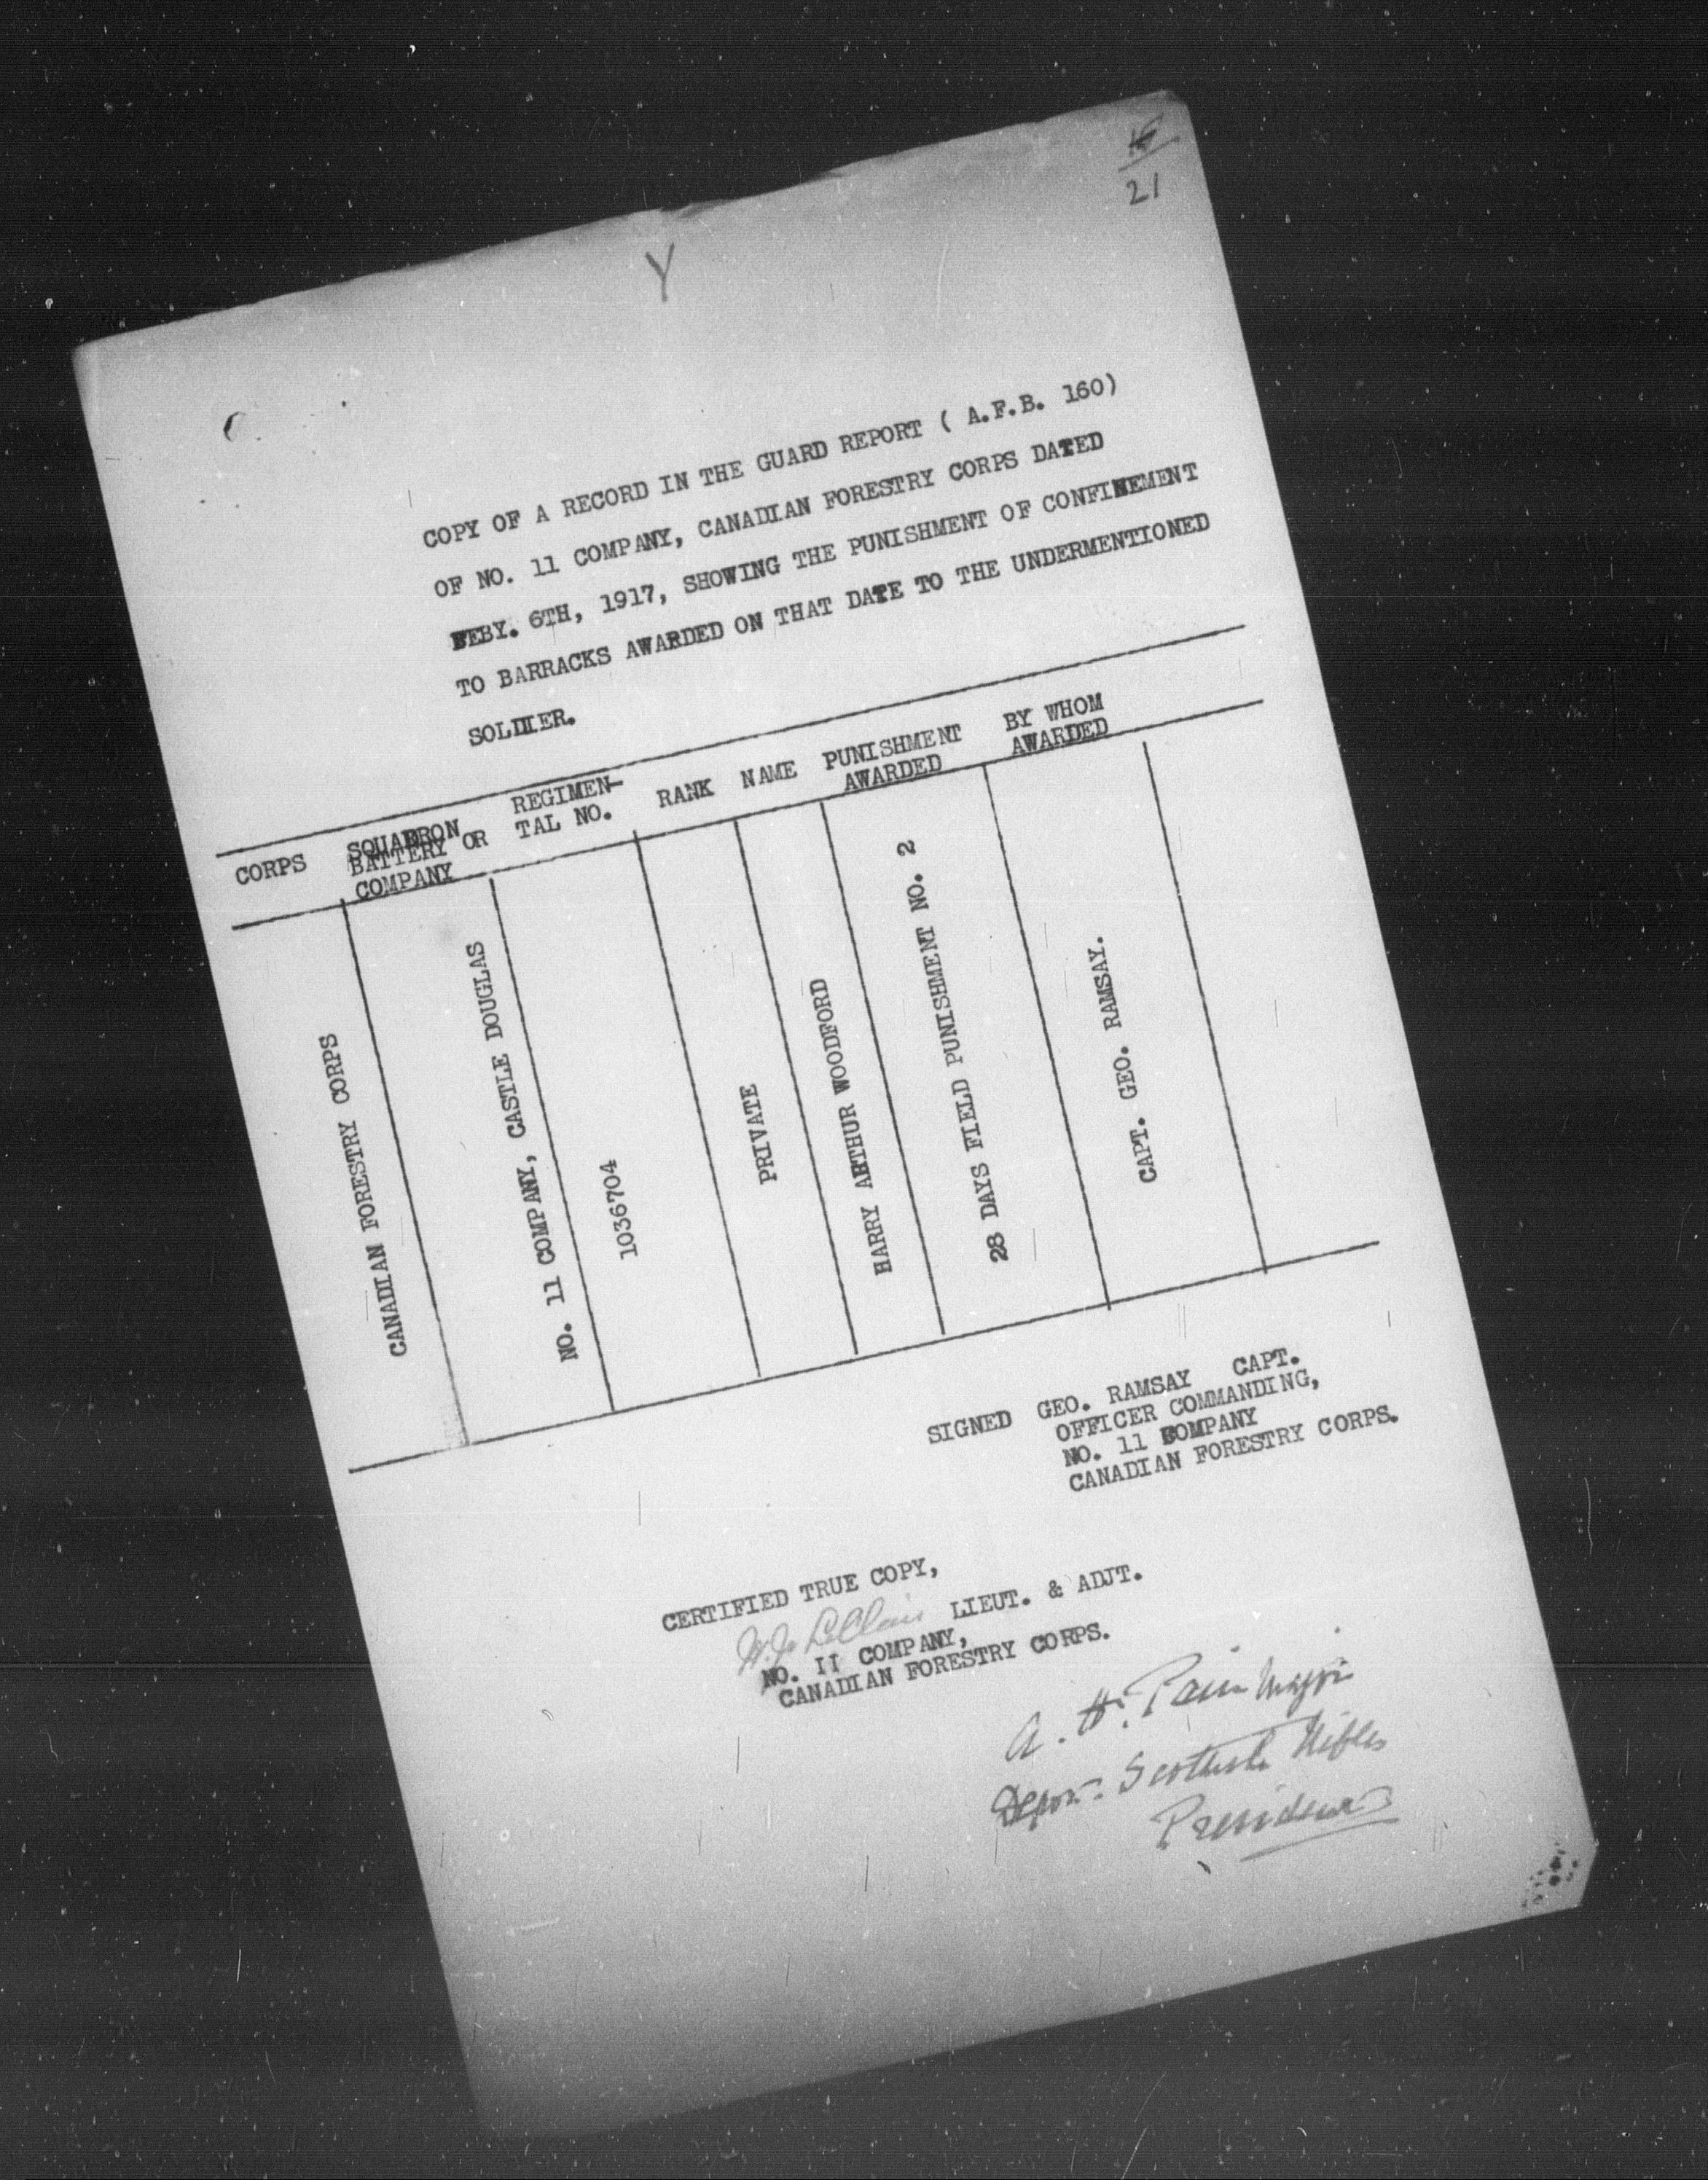 21
Y
COPY OF A RECORD IN THE GUARD REPORT ( A.F.B. 160)
OF NO. 11 COMPANY, CANADIAN FORESTRY CORPS DATED
FEBY. 6TH, 1917, SHOWING THE PUNISHMENT OF CONFINEMENT
TO BARRACKS AWARDED ON THAT DATE TO THE UNDERMENTIONED
SOLDIER.
CORPS
SQUADRON
BATTERY OR
COMPANY
REGIMEN-
TAL NO.
RANK
NAME
PUNISHMENT
AWARDED
BY WHOM
AWARDED
CANADIAN FORESTRY CORPS
NO. 11 COMPANY, CASTLE DOUGLAS
1036704
PRIVATE
HARRY ARTHUR WOODFORD
28 DAYS FIELD PUNISHMENT NO. 2
CAPT. GEO. RAMSAY.
SIGNED GEO. RAMSAY CAPT.
OFFICER COMMANDING,
NO. 11 COMPANY
CANADIAN FORESTRY CORPS.
CERTIFIED TRUE COPY,
LIEUT. & ADJT.
NO. II COMPANY,
CANADIAN FORESTRY CORPS.
A. H. Major
Depot. Scottish Rifles
President